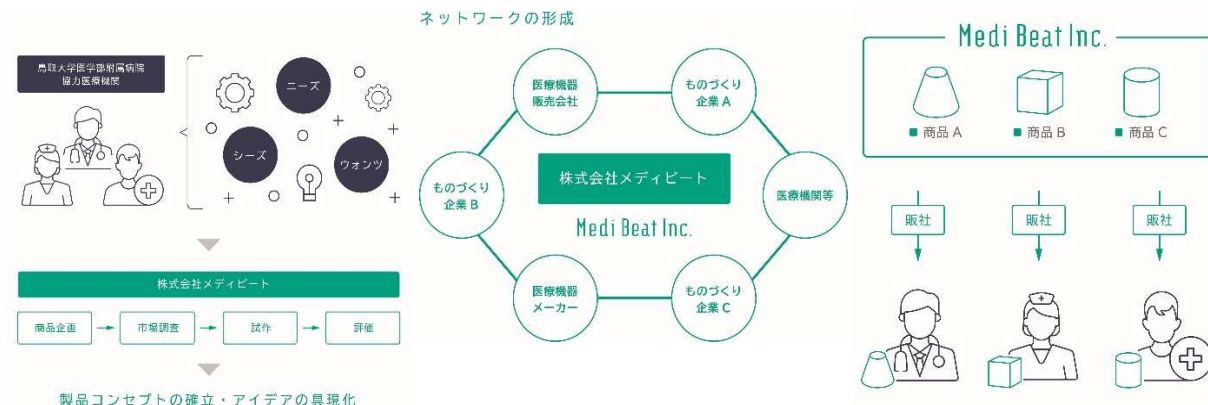 鳥取大学医学部附属病院
協力医療機関
ニーズ
シーズ
ウォンツ
株式会社メディビート
商品企画
市場調査
試作
評価
製品コンセプトの確立・アイデアの具現化
ネットワークの形成
医療機器
販売会社
ものづくり
企業 A
ものづくり
企業 B
株式会社メディビート
Medi Beat Inc.
医療機関等
医療機器
メーカー
ものづくり
企業 C
Medi Beat Inc.
商品 A
商品 B
商品 C
販社
販社
販社